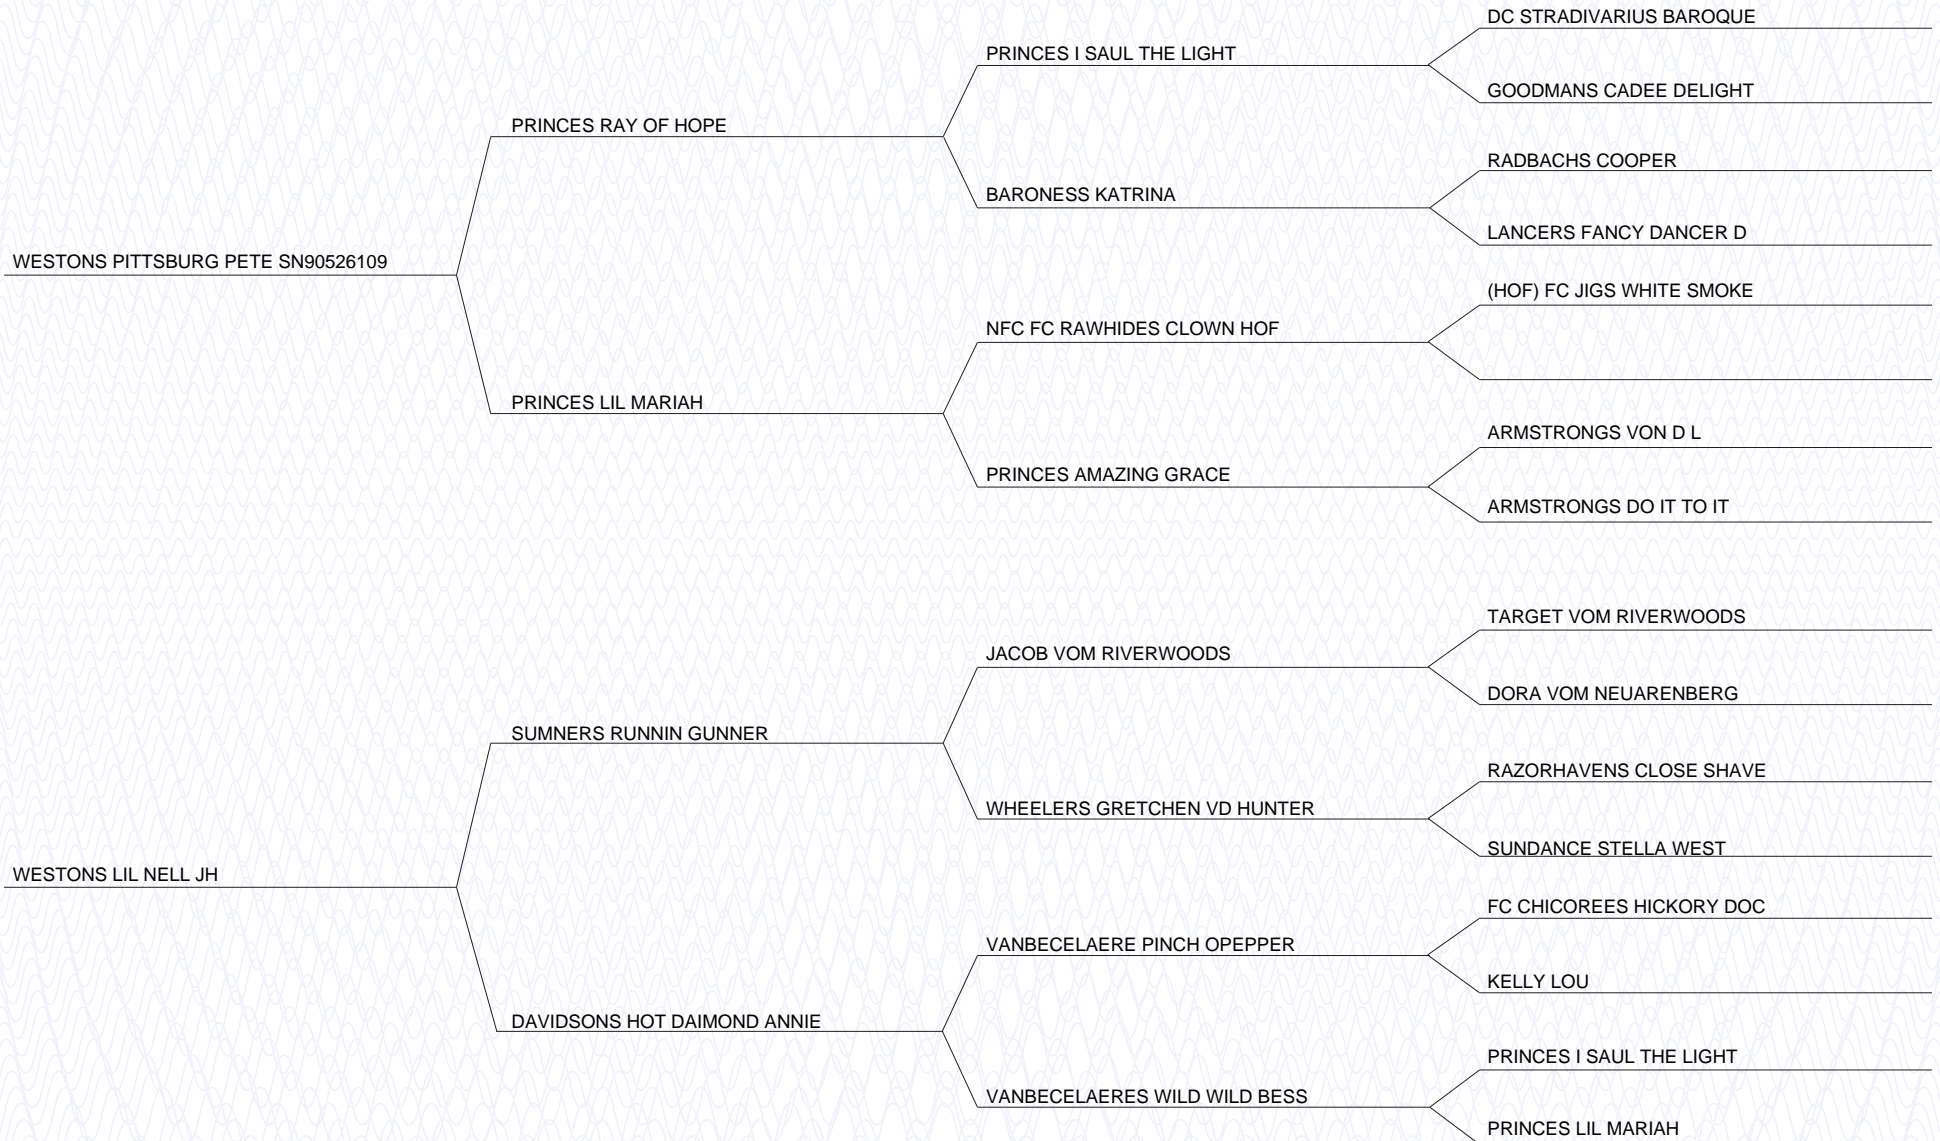 DC STRADIVARIUS BAROQUE
PRINCES I SAUL THE LIGHT
GOODMANS CADEE DELIGHT
PRINCES RAY OF HOPE
RADBACHS COOPER
BARONESS KATRINA
LANCERS FANCY DANCER D
WESTONS PITTSBURG PETE SN90526109
(HOF) FC JIGS WHITE SMOKE
NFC FC RAWHIDES CLOWN HOF
PRINCES LIL MARIAH
ARMSTRONGS VON D L
PRINCES AMAZING GRACE
ARMSTRONGS DO IT TO IT
TARGET VOM RIVERWOODS
JACOB VOM RIVERWOODS
DORA VOM NEUARENBERG
SUMNERS RUNNIN GUNNER
RAZORHAVENS CLOSE SHAVE
WHEELERS GRETCHEN VD HUNTER
SUNDANCE STELLA WEST
WESTONS LIL NELL JH
FC CHICOREES HICKORY DOC
VANBECELAERE PINCH OPEPPER
KELLY LOU
DAVIDSONS HOT DAIMOND ANNIE
PRINCES I SAUL THE LIGHT
VANBECELAERES WILD WILD BESS
PRINCES LIL MARIAH